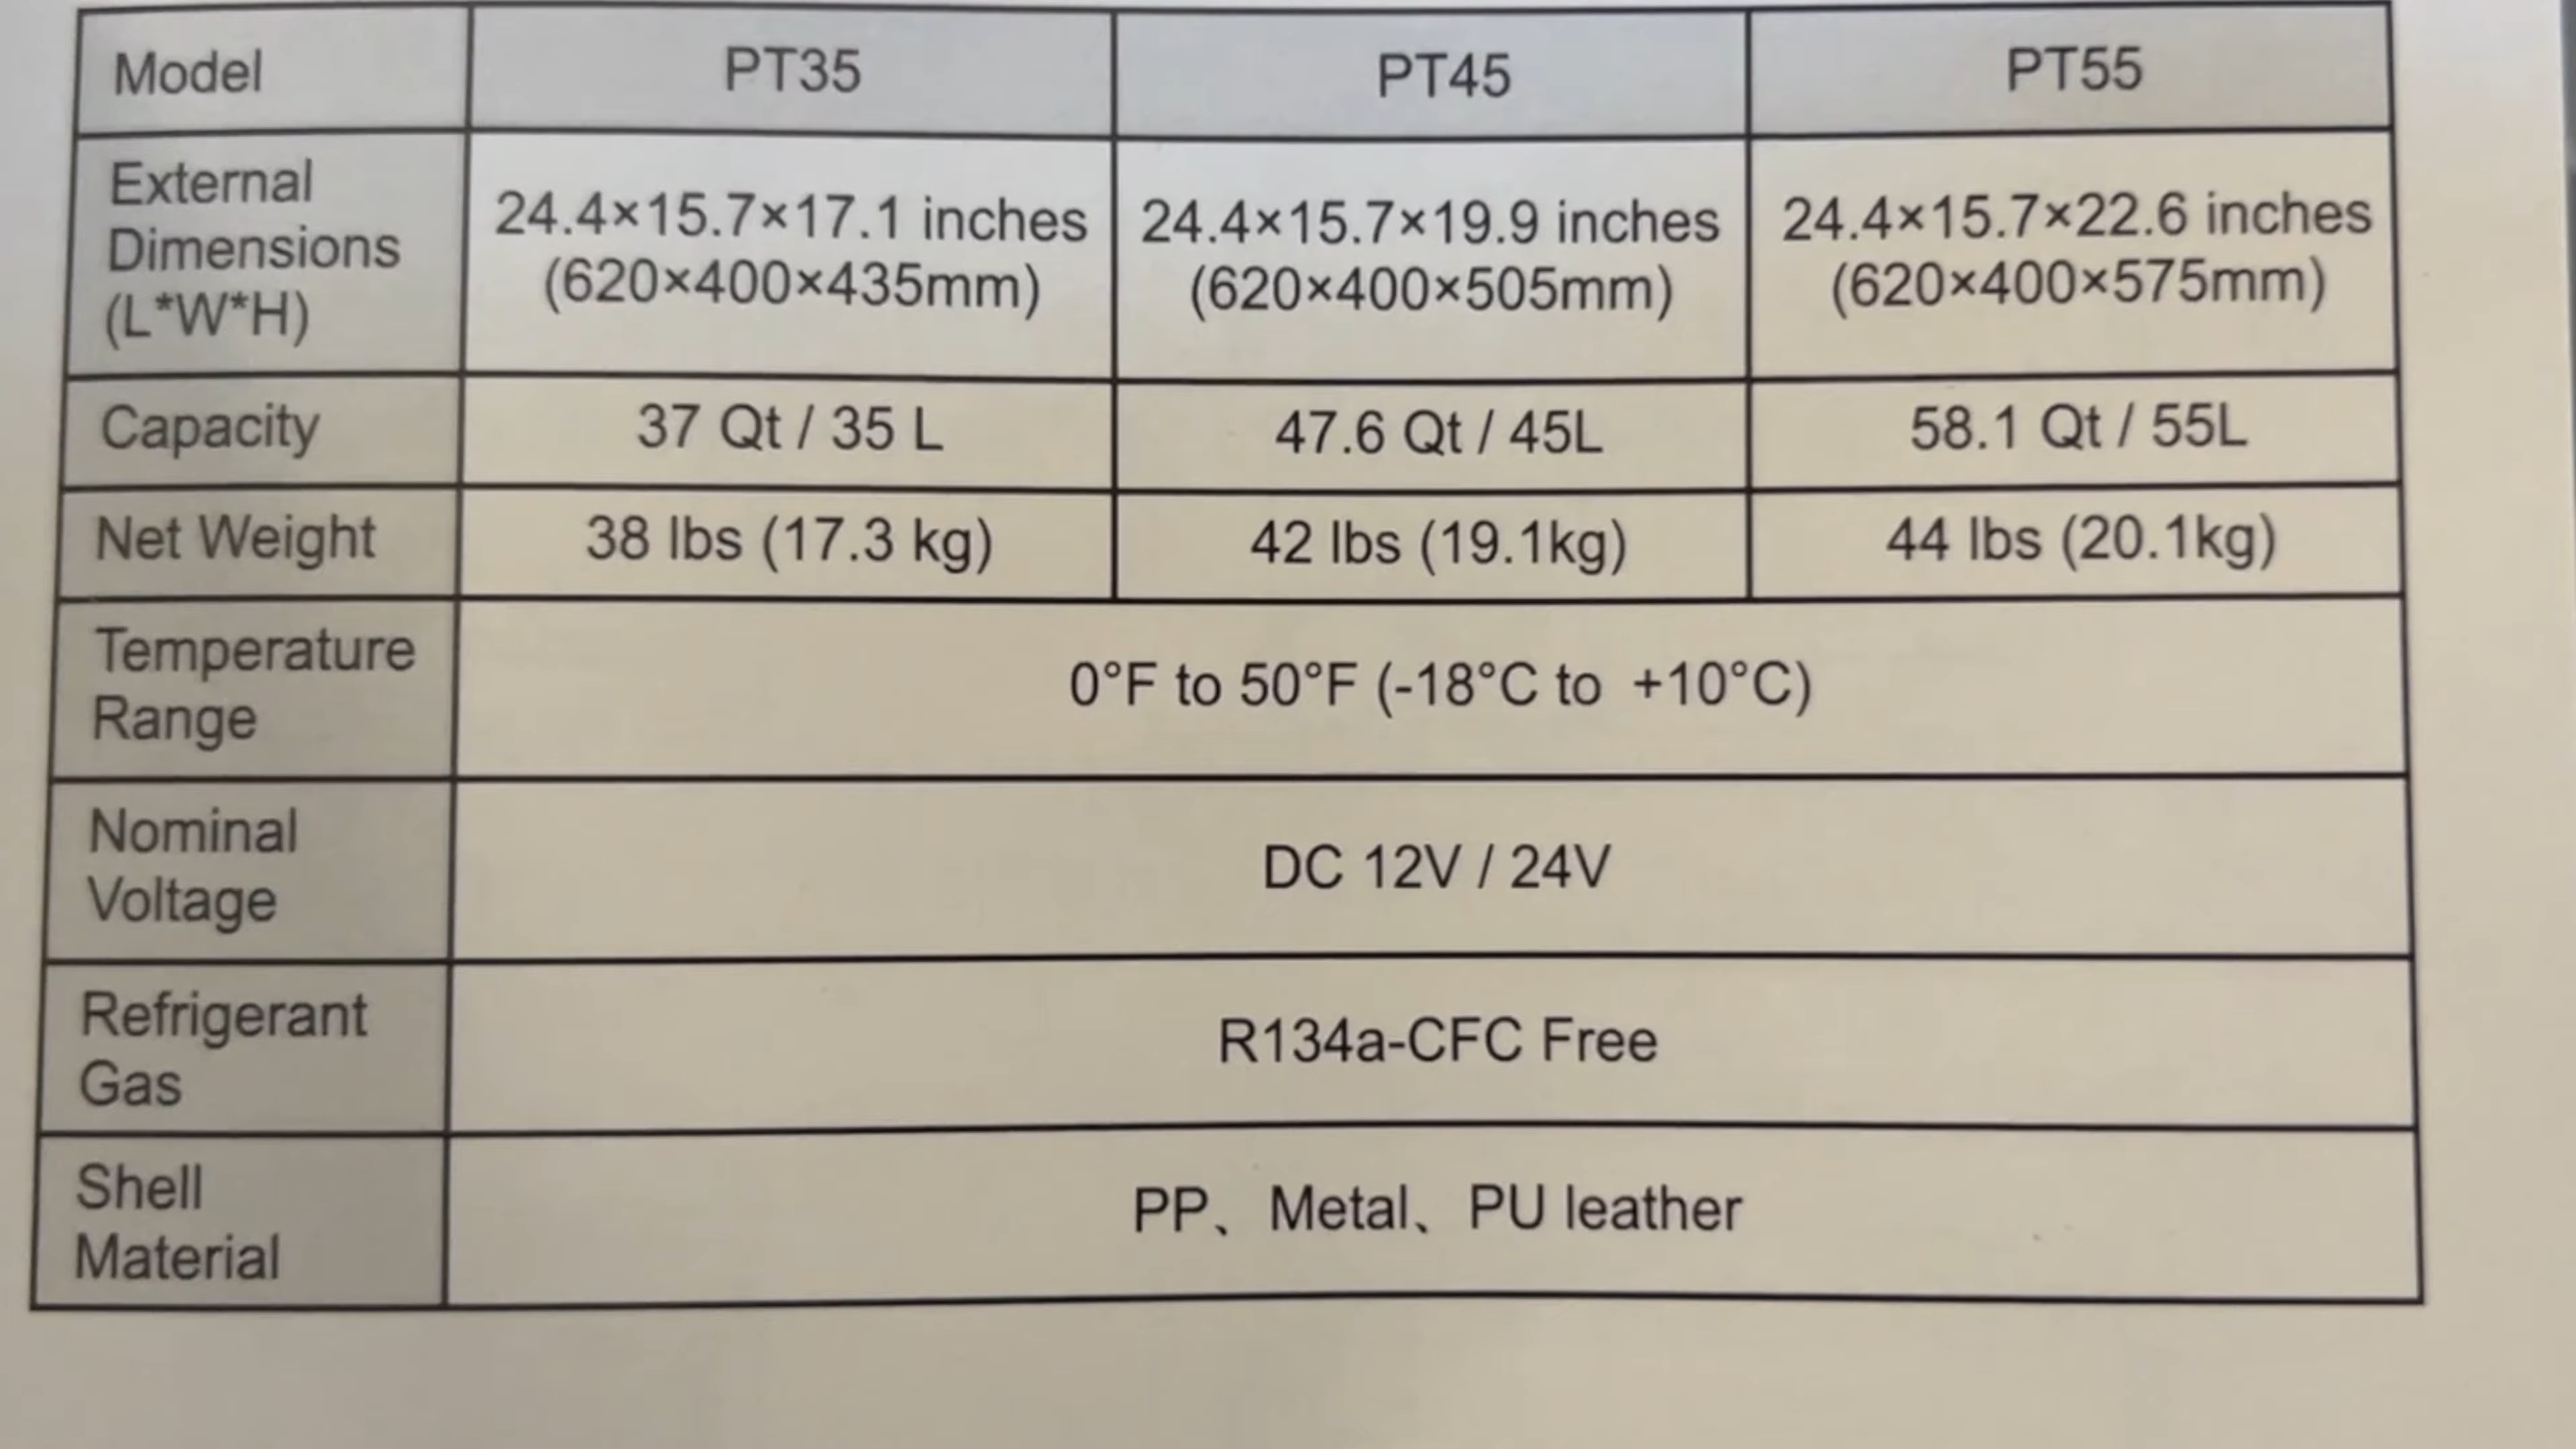 Model PT35 PT45 PT55
External
Dimensions
(L*W*H)
24.4×15.7×17.1 inches
(620×400×435mm)
24.4×15.7×19.9 inches
(620×400×505mm)
24.4×15.7×22.6 inches
(620×400×575mm)
Capacity 37 Qt / 35 L 47.6 Qt / 45L 58.1 Qt / 55L
Net Weight 38 lbs (17.3 kg) 42 lbs (19.1kg) 44 lbs (20.1kg)
Temperature
Range
0°F to 50°F (-18°C to +10°C)
Nominal
Voltage
DC 12V / 24V
Refrigerant
Gas
R134a-CFC Free
Shell
Material
PP、Metal、PU leather